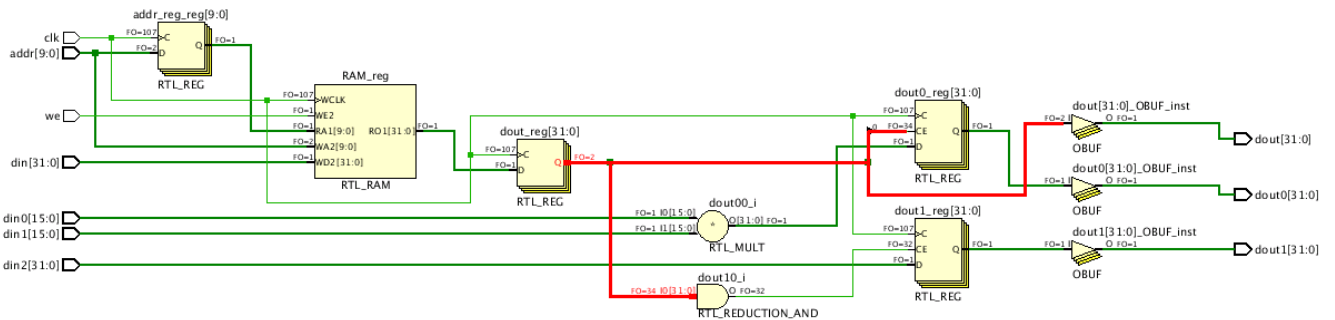 addr_reg_reg[9:0]
clk
FO=107
C
FO=1
addr[9:0]
FO=2
D
Q
RTL_REG
RAM_reg
FO=107
WCLK
we
FO=1
WE2
FO=1
RA1[9:0]
RO1[31:0]
FO=1
FO=2
WA2[9:0]
din[31:0]
FO=1
WD2[31:0]
RTL_RAM
dout_reg[31:0]
FO=107
C
FO=1
D
Q
FO=2
RTL_REG
din0[15:0]
din1[15:0]
dout00_i
FO=1 I0[15:0]
FO=1 I1[15:0]
*
O[31:0] FO=1
RTL_MULT
din2[31:0]
dout10_i
FO=34 I0[31:0]
O FO=32
RTL_REDUCTION_AND
dout0_reg[31:0]
FO=107
C
0
FO=34
CE
Q
FO=1
FO=1
D
RTL_REG
dout1_reg[31:0]
FO=107
C
FO=32
CE
Q
FO=1
FO=1
D
RTL_REG
dout[31:0]_OBUF_inst
FO=2 I
O FO=1
OBUF
dout[31:0]
dout0[31:0]_OBUF_inst
FO=1 I
O FO=1
OBUF
dout0[31:0]
dout1[31:0]_OBUF_inst
FO=1 I
O FO=1
OBUF
dout1[31:0]